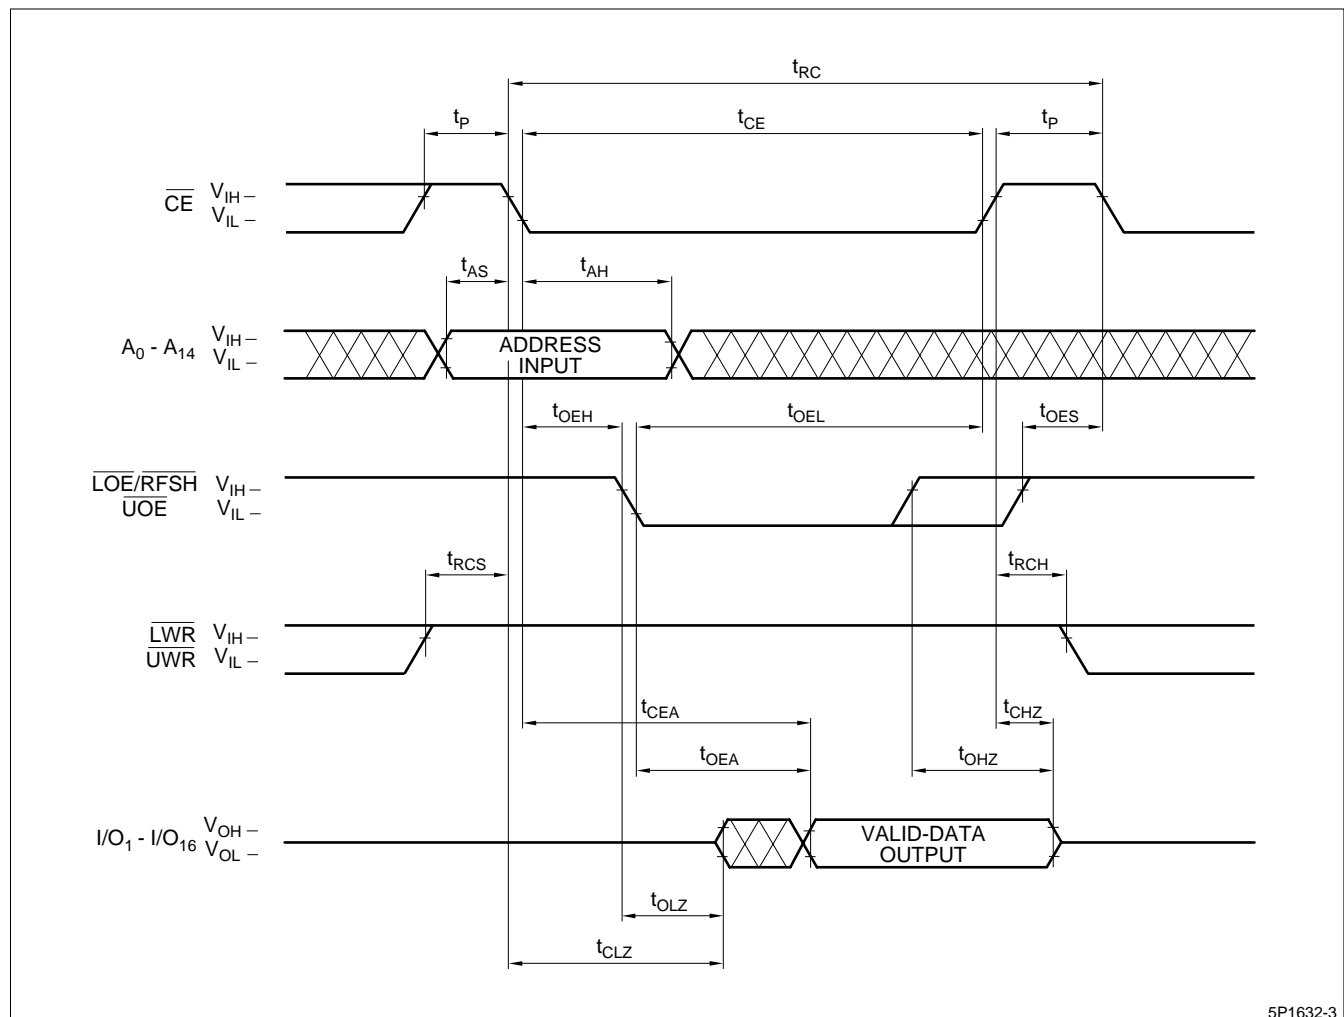 tRC
tP tCE tP
CE VIH –
VIL –
tAS tAH
A0 - A14 VIH –
VIL –
ADDRESS
INPUT
tOEH tOEL tOES
LOE/RFSH VIH –
UOE VIL –
tRCS tRCH
LWR VIH –
UWR VIL –
tCEA tCHZ
tOEA tOHZ
I/O1 - I/O16 VOH –
VOL –
VALID-DATA
OUTPUT
tOLZ
tCLZ
5P1632-3